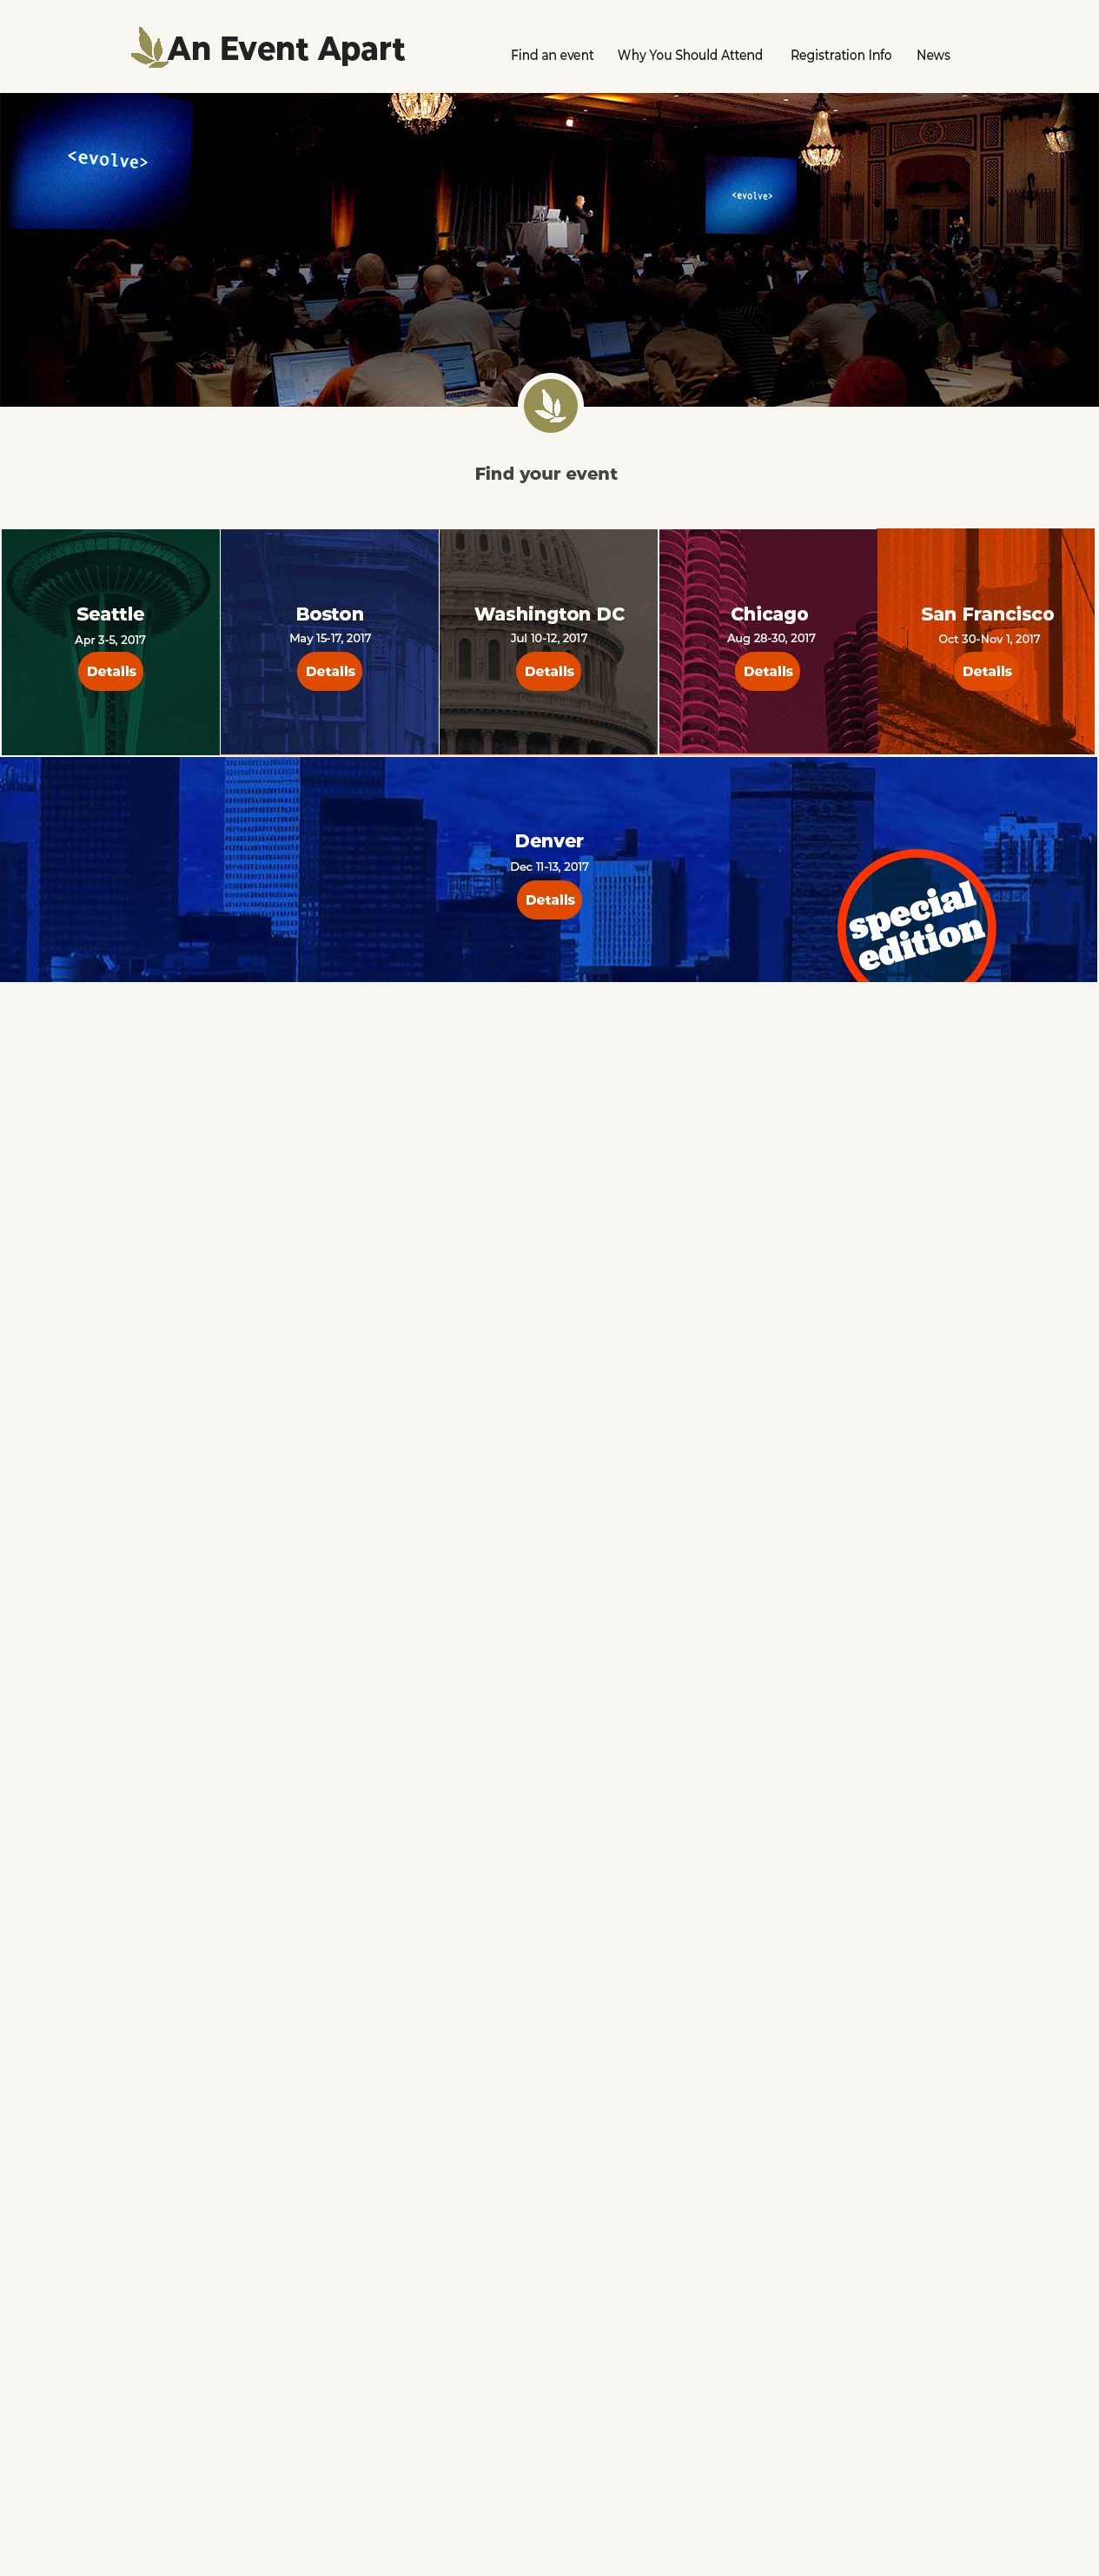 An Event Apart
Find an event Why You Should Attend Registration Info News
<evolve>
<evolve>
Find your event
Seattle
Apr 3-5, 2017
Details
Boston
May 15-17, 2017
Details
Washington DC
Jul 10-12, 2017
Details
Chicago
Aug 28-30, 2017
Details
San Francisco
Oct 30-Nov 1, 2017
Details
Denver
Dec 11-13, 2017
Details
special
edition